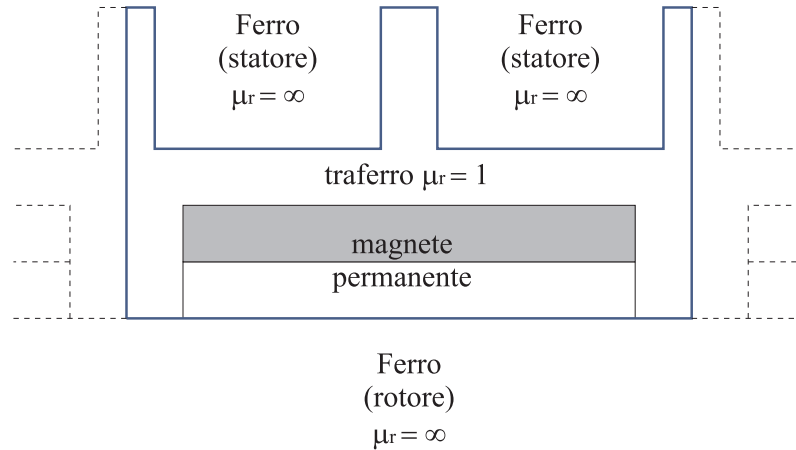 Ferro
(statore)
μr = ∞
Ferro
(statore)
μr = ∞
traferro μr = 1
magnete
permanente
Ferro
(rotore)
μr = ∞